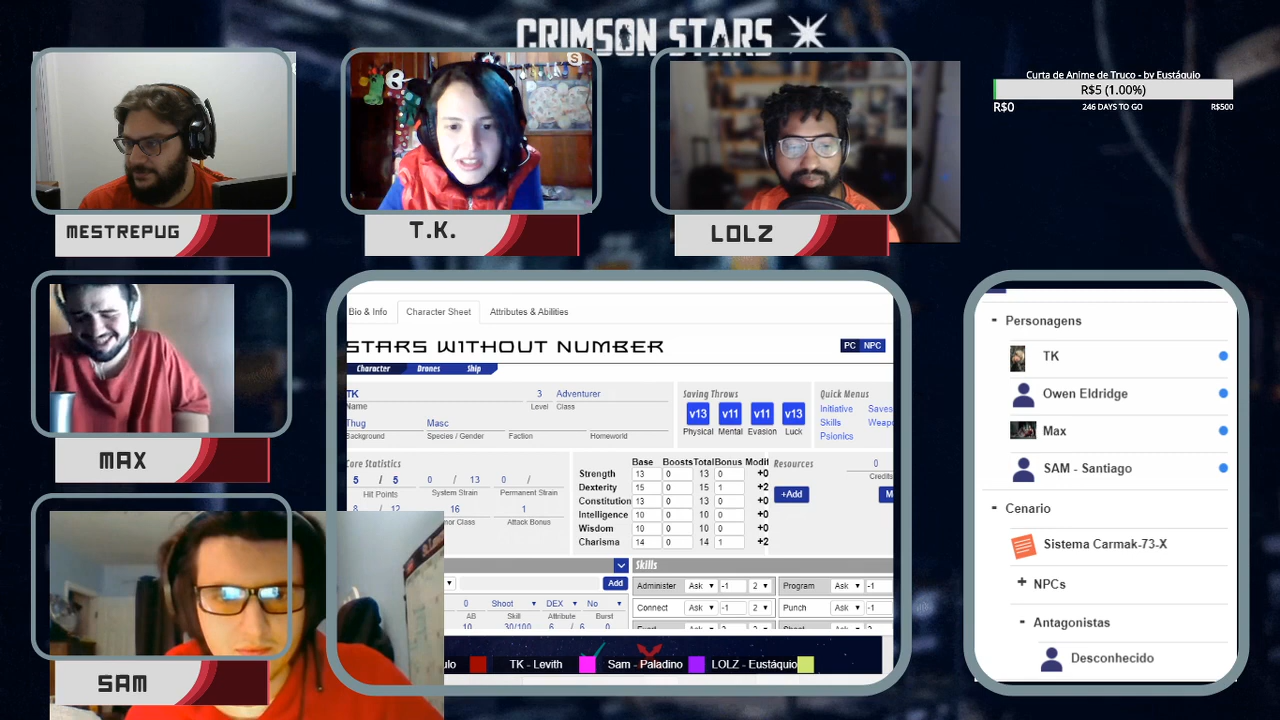 CRIMSON STARS
Curta de Anime de Truco - by Eustáquio
R$5 (1.00%)
R$0
246 DAYS TO GO
R$500
MESTREPUG
T.K.
LOLZ
MAX
SAM
Bio & Info
Character Sheet
Attributes & Abilities
STARS WITHOUT NUMBER
PC NPC
Character
Drones
Ship
TK
Name
3
Level
Adventurer
Class
Thug
Background
Masc
Species / Gender
Faction
Homeworld
Saving Throws
v13 v11 v11 v13
Physical Mental Evasion Luck
Quick Menus
Initiative Saves
Skills
Psionics
Core Statistics
5 / 5
Hit Points
0 / 13
System Strain
0 /
Permanent Strain
8 / 12
16
1
Attack Bonus
Base Boosts Total Bonus
Strength 13 0 13 0 +0
Dexterity 15 0 15 1 +2
Constitution 13 0 13 0 +0
Intelligence 10 0 10 0 +0
Wisdom 10 0 10 0 +0
Charisma 14 0 14 1 +2
Resources
+Add
0
Credits
Add
0
AB
Shoot
Skill
DEX
Attribute
No
Burst
10
30/100
6 / 6
0
Skills
Administer Ask -1 2
Program Ask -1
Connect Ask -1 2
Punch Ask -1
TK - Levith
Sam - Paladino
LOLZ - Eustáquio
- Personagens
TK
Owen Eldridge
Max
SAM - Santiago
- Cenario
Sistema Carmak-73-X
+ NPCs
- Antagonistas
Desconhecido